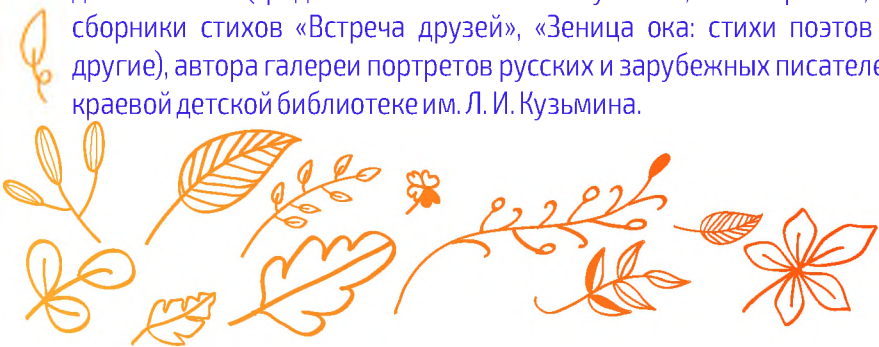 сборники стихов «Встреча друзей», «Зеница ока: стихи поэтов
другие), автора галереи портретов русских и зарубежных
краевой детской библиотеке им. Л. И. Кузьмина.